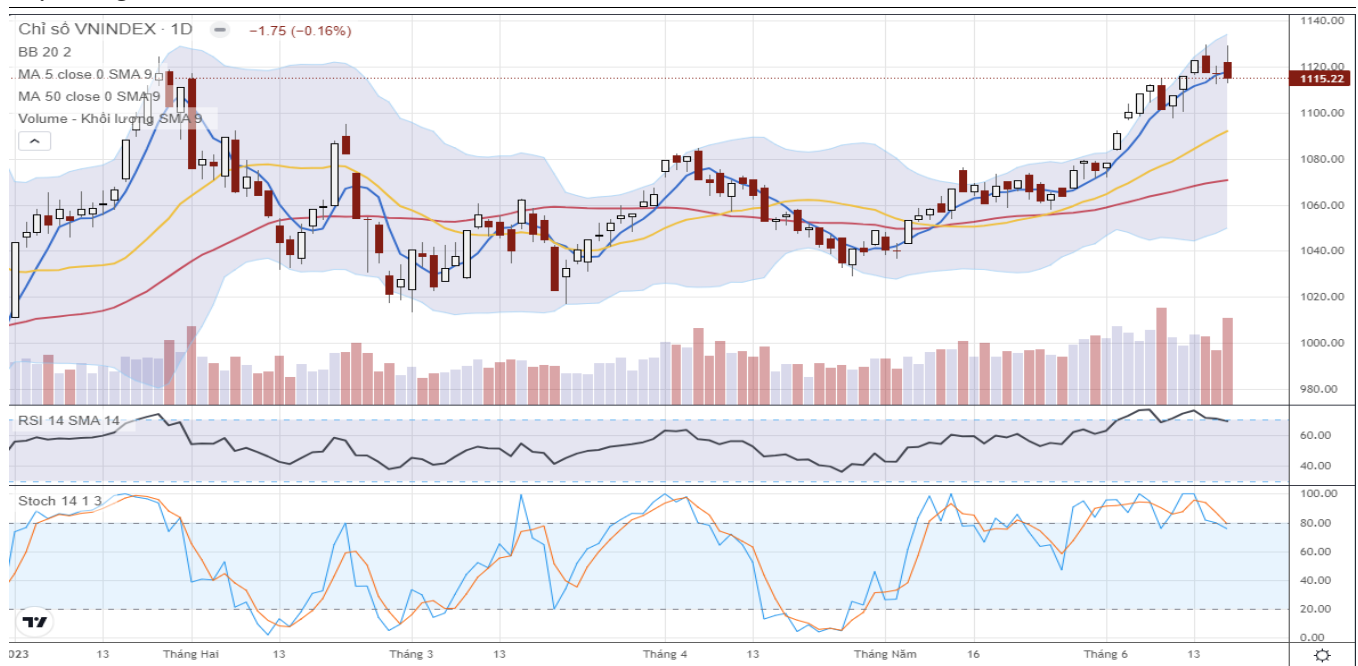 Chỉ số VNINDEX · 1D −1.75 (−0.16%)
BB 20 2
MA 5 close 0 SMA 9
MA 50 close 0 SMA 9
Volume - Khối lượng SMA 9
1140.00
1120.00
1115.22
1100.00
1080.00
1060.00
1040.00
1020.00
1000.00
980.00
RSI 14 SMA 14
60.00
40.00
Stoch 14 1 3
100.00
80.00
60.00
40.00
20.00
0.00
023 13 Tháng Hai 13 Tháng 3 13 Tháng 4 13 Tháng Năm 16 Tháng 6 13